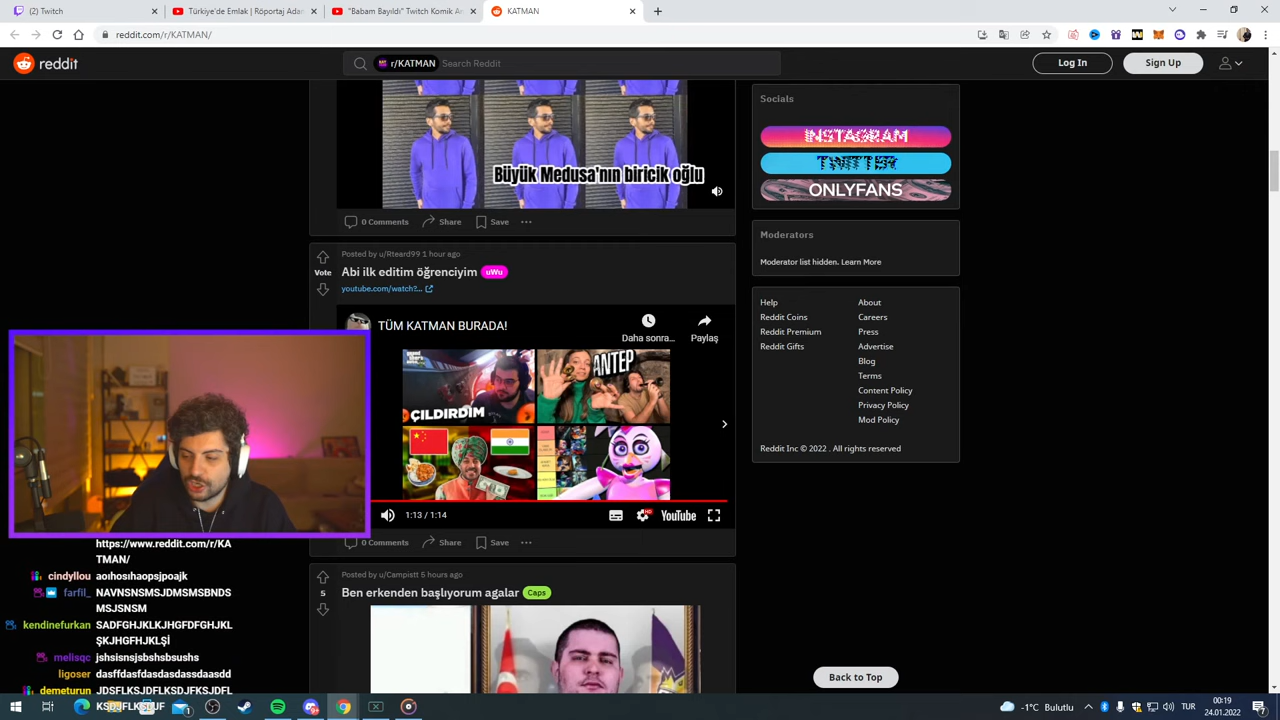 Twitch
Türkiye'de Emlak | Röportaj Adan
"Babam Bayıldı" Twitch Komik An
KATMAN
reddit.com/r/KATMAN/
reddit
r/KATMAN
Search Reddit
Log In
Sign Up
Büyük Medusa'nın biricik oğlu
0 Comments
Share
Save
Socials
INSTAGRAM
TWITTER
ONLYFANS
Moderators
Moderator list hidden. Learn More
Help
About
Reddit Coins
Careers
Reddit Premium
Press
Reddit Gifts
Advertise
Blog
Terms
Content Policy
Privacy Policy
Mod Policy
Reddit Inc © 2022 . All rights reserved
Posted by u/Rteard99 1 hour ago
Vote
Abi ilk editim öğrenciyim uWu
youtube.com/watch?...
TÜM KATMAN BURADA!
Daha sonra...
Paylaş
ÇILDIRDIM
ANTEP
1:13 / 1:14
HD
YouTube
0 Comments
Share
Save
Posted by u/Campistt 5 hours ago
5
Ben erkenden başlıyorum agalar Caps
Back to Top
https://www.reddit.com/r/KA
TMAN/
cindyllou aoıhosıhaopsjpoajk
farfil_ NAVNSNSMSJDMSMSBNDS
MSJSNSM
kendinefurkan SADFGHJKLKJHGFDFGHJKL
ŞKJHGFHJKLŞİ
melisqc jshsisnsjsbshsbsushs
ligoser dasffdasfdasdasdassdaasdd
demeturun JDSFLKSJDFLKSDJFKSJDFL
-1°C Bulutlu
TUR
00:19
24.01.2022